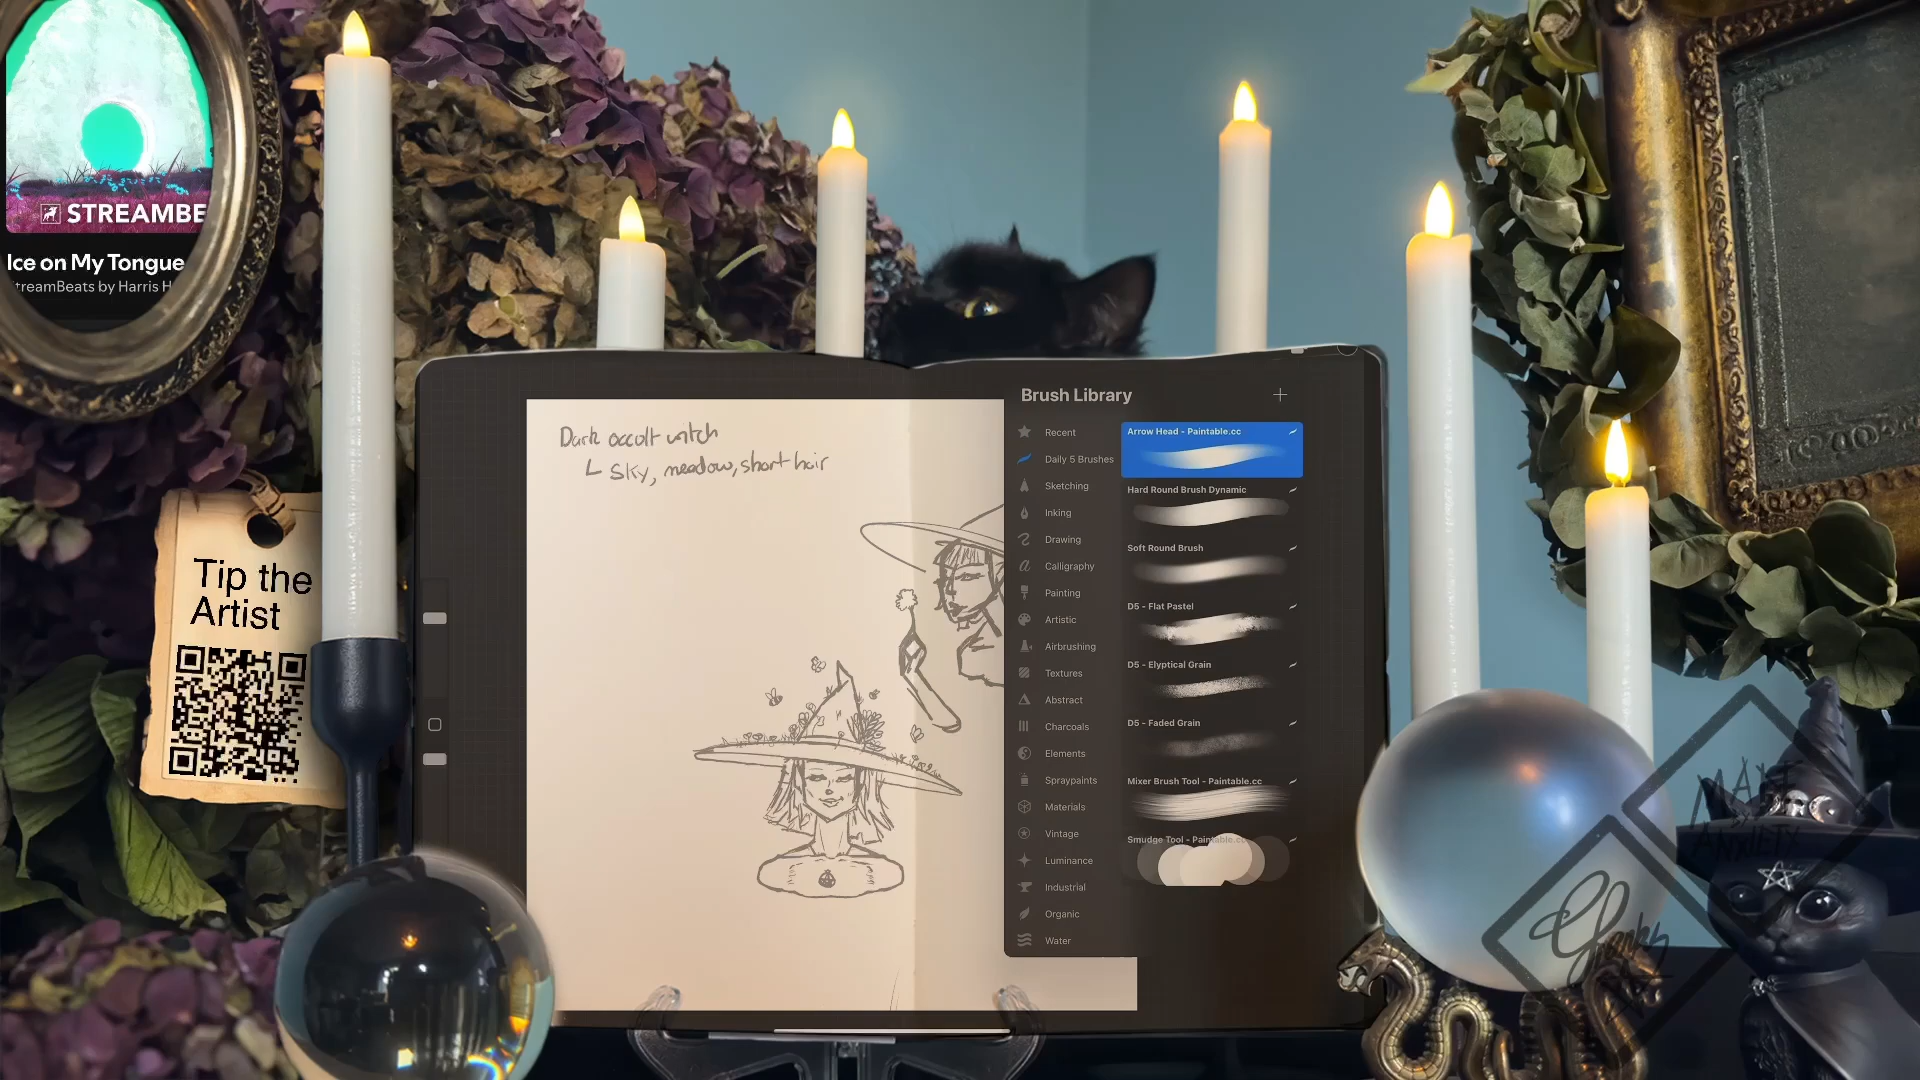 STREAMBE
Ice on My Tongue
treamBeats by Harris H
Tip the
Artist
Dark occult witch
L Sky, meadow, short hair
Brush Library
Recent
Daily 5 Brushes
Sketching
Inking
Drawing
Calligraphy
Painting
Artistic
Airbrushing
Textures
Abstract
Charcoals
Elements
Spraypaints
Materials
Vintage
Luminance
Industrial
Organic
Water
Arrow Head - Paintable.cc
Hard Round Brush Dynamic
Soft Round Brush
D5 - Flat Pastel
D5 - Elyptical Grain
D5 - Faded Grain
Mixer Brush Tool - Paintable.cc
Smudge Tool - Paintable.cc
ANXIETY